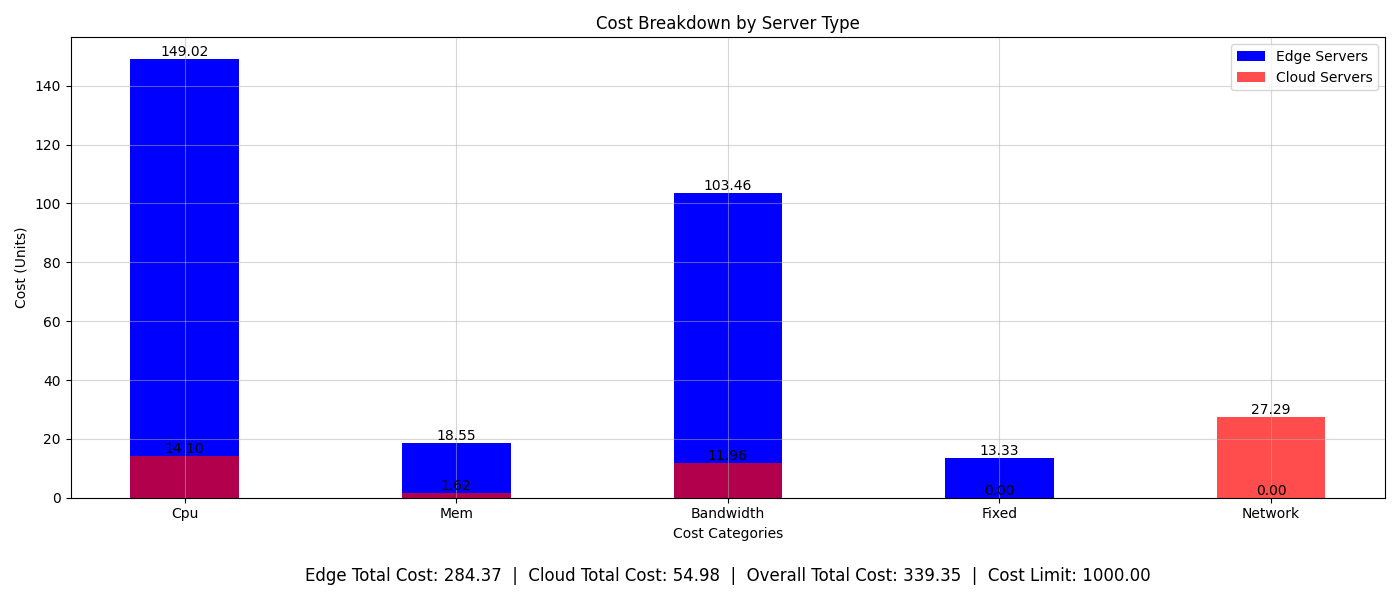 Cost Breakdown by Server Type
149.02
Edge Servers
Cloud Servers
140
120
103.46
100
Cost (Units)
80
60
40
27.29
20
18.55
13.33
14.10
11.96
1.62
0.00
0.00
0
Cpu
Mem
Bandwidth
Fixed
Network
Cost Categories
Edge Total Cost: 284.37 | Cloud Total Cost: 54.98 | Overall Total Cost: 339.35 | Cost Limit: 1000.00